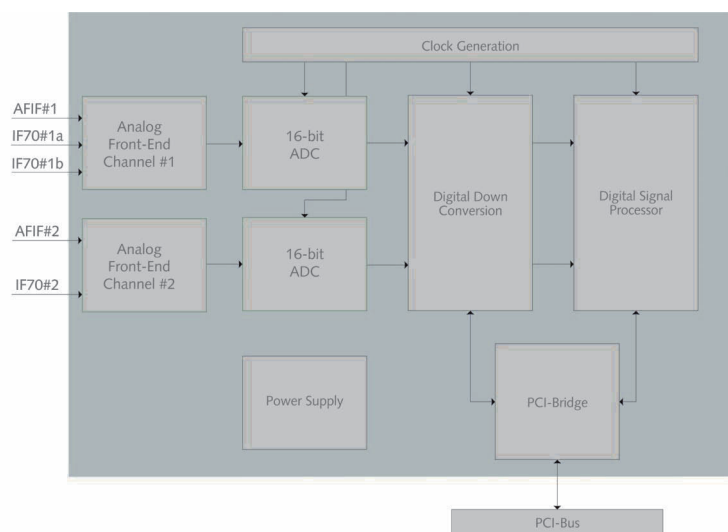 Clock Generation
AFIF#1
IF70#1a
IF70#1b
Analog
Front-End
Channel #1
16-bit
ADC
Digital Down
Conversion
Digital Signal
Processor
AFIF#2
IF70#2
Analog
Front-End
Channel #2
16-bit
ADC
Power Supply
PCI-Bridge
PCI-Bus